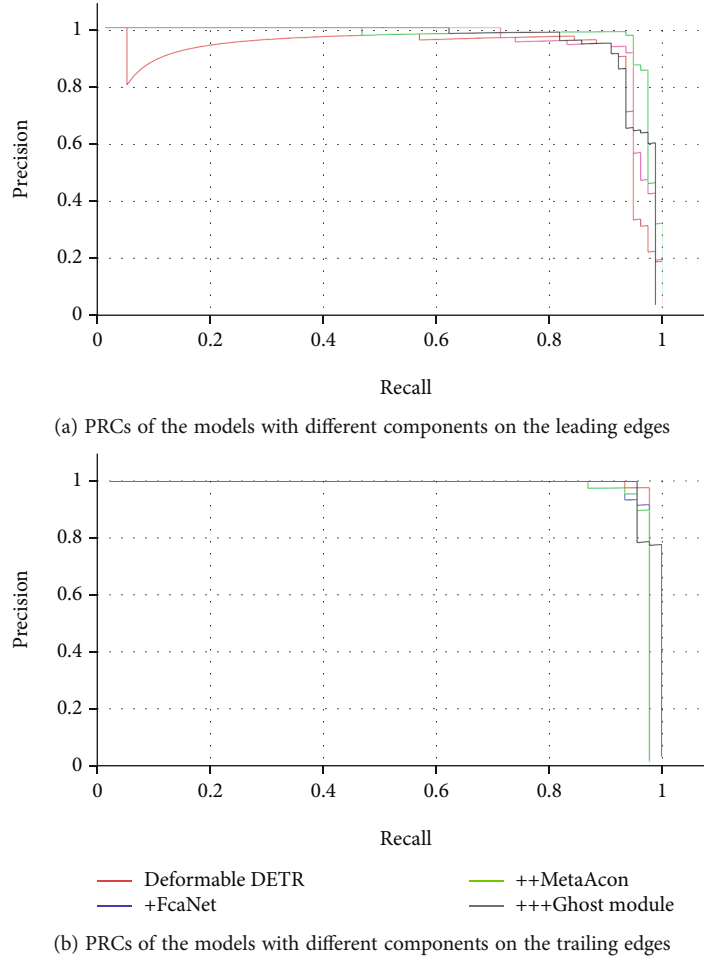 1
0.8
0.6
0.4
0.2
0
Precision
0
0.2
0.4
0.6
0.8
1
Recall
(a) PRCs of the models with different components on the leading edges
1
0.8
0.6
0.4
0.2
0
Precision
0
0.2
0.4
0.6
0.8
1
Recall
Deformable DETR
+FcaNet
++MetaAcon
+++Ghost module
(b) PRCs of the models with different components on the trailing edges